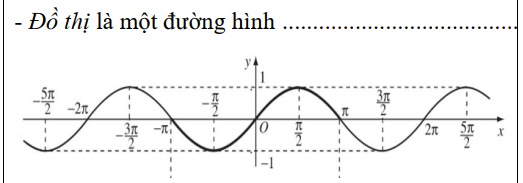 - Đồ thị là một đường hình ........................................
y
1
-5π/2
-2π
-3π/2
-π
-π/2
O
π/2
π
3π/2
2π
5π/2
x
-1